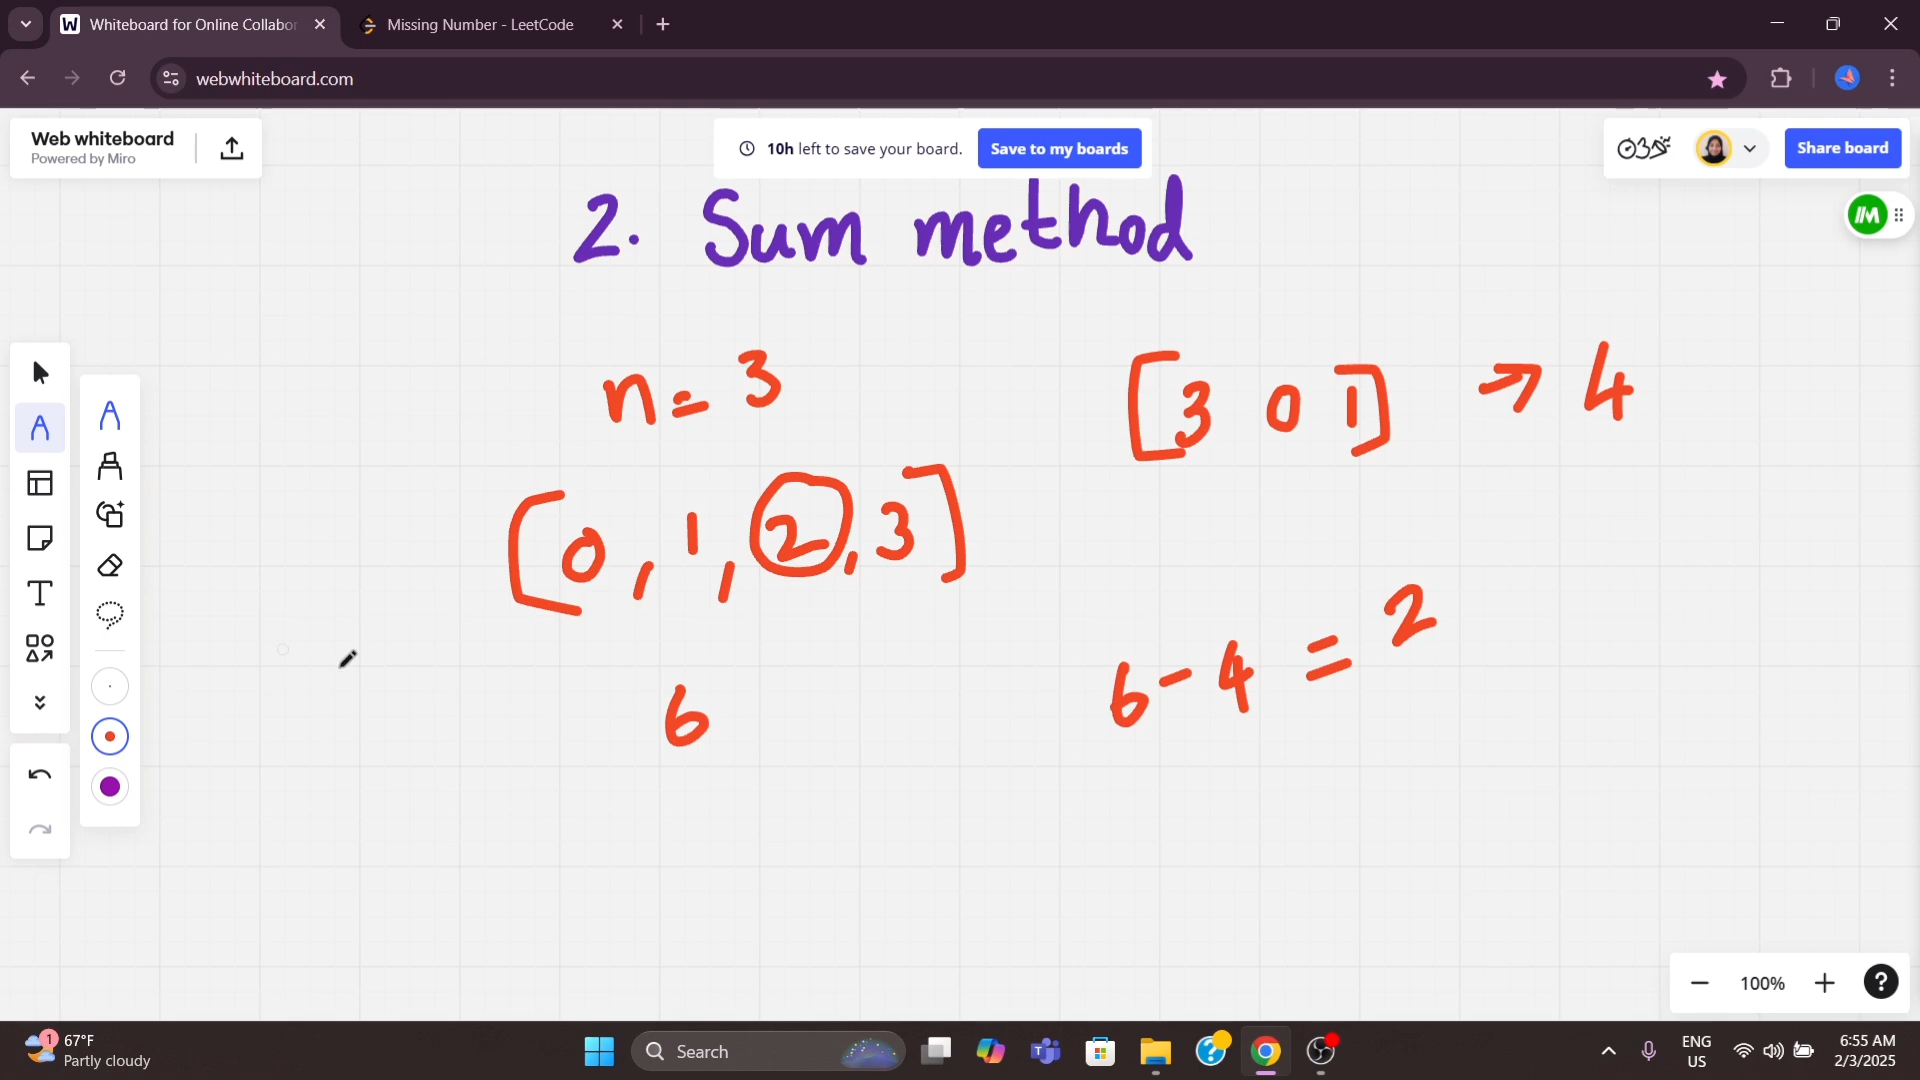 Whiteboard for Online Collabor
Missing Number - LeetCode
webwhiteboard.com
Web whiteboard
Powered by Miro
10h left to save your board.
Save to my boards
Share board
2. Sum method
n = 3
[3 0 1] → 4
[0, 1, 2, 3]
6 - 4 = 2
6
T
100%
?
1
67°F
Partly cloudy
Search
ENG
US
6:55 AM
2/3/2025